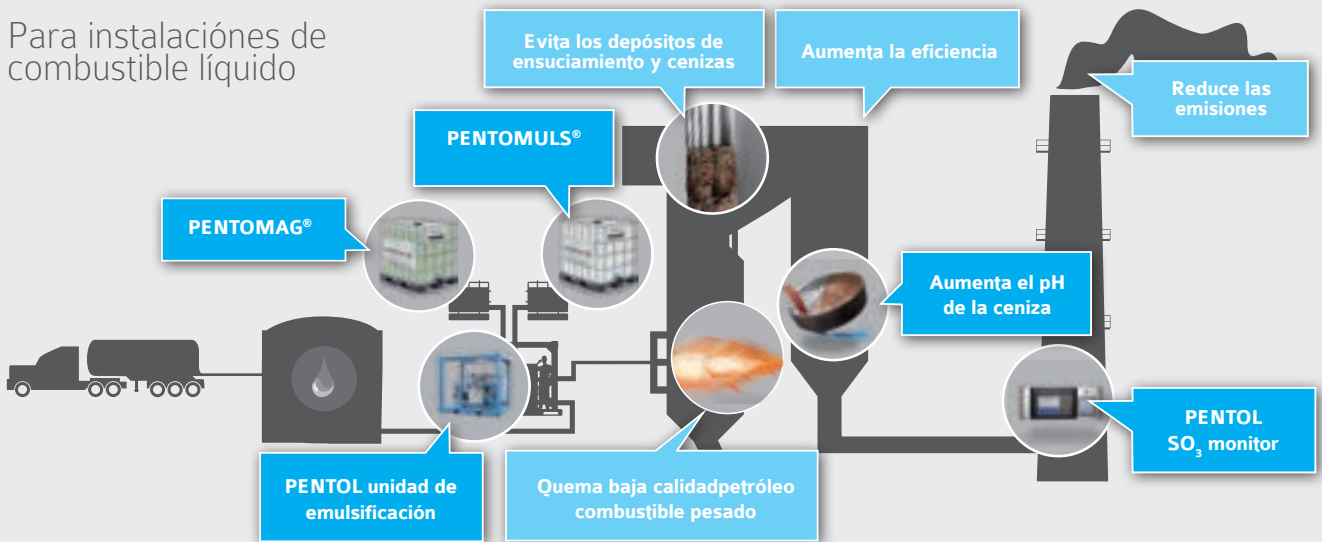 Para instalaciónes de
combustible líquido
Evita los depósitos de
ensuciamiento y cenizas
Aumenta la eficiencia
Reduce las
emisiones
PENTOMULS®
PENTOMAG®
Aumenta el pH
de la ceniza
PENTOL
SO₃ monitor
PENTOL unidad de
emulsificación
Quema baja calidadpetróleo
combustible pesado